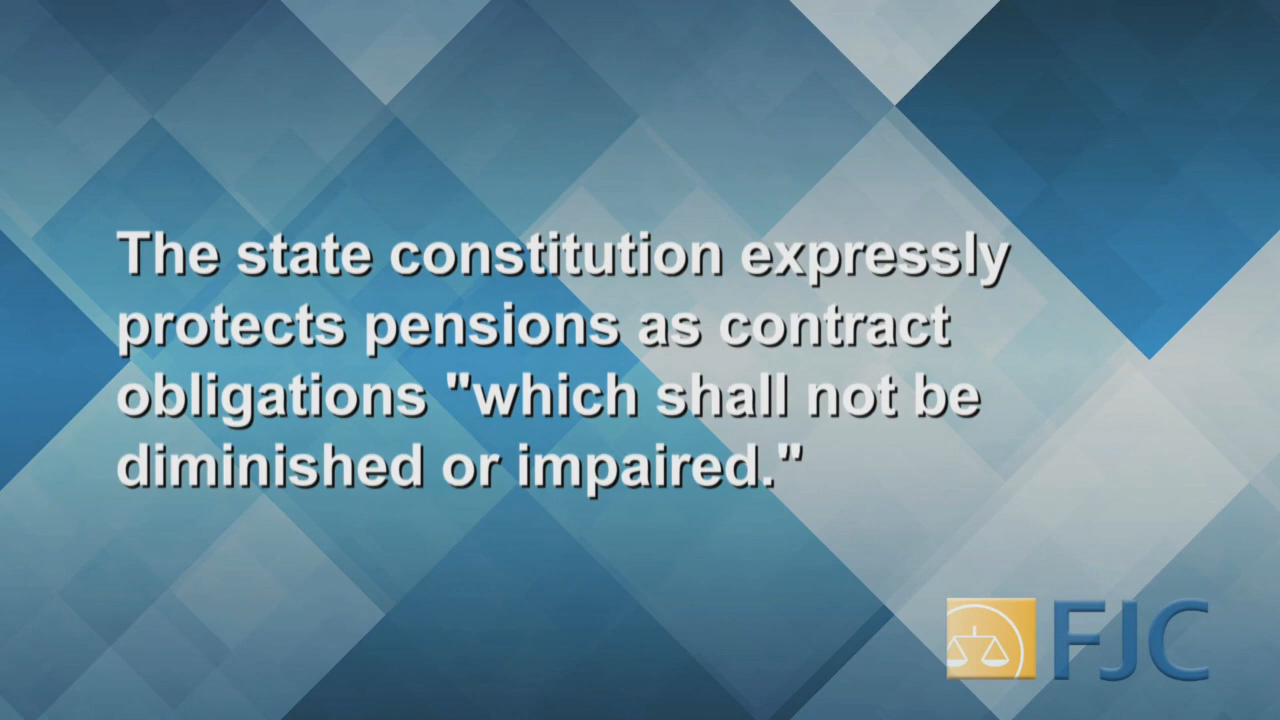 The state constitution expressly
protects pensions as contract
obligations "which shall not be
diminished or impaired."
FJC